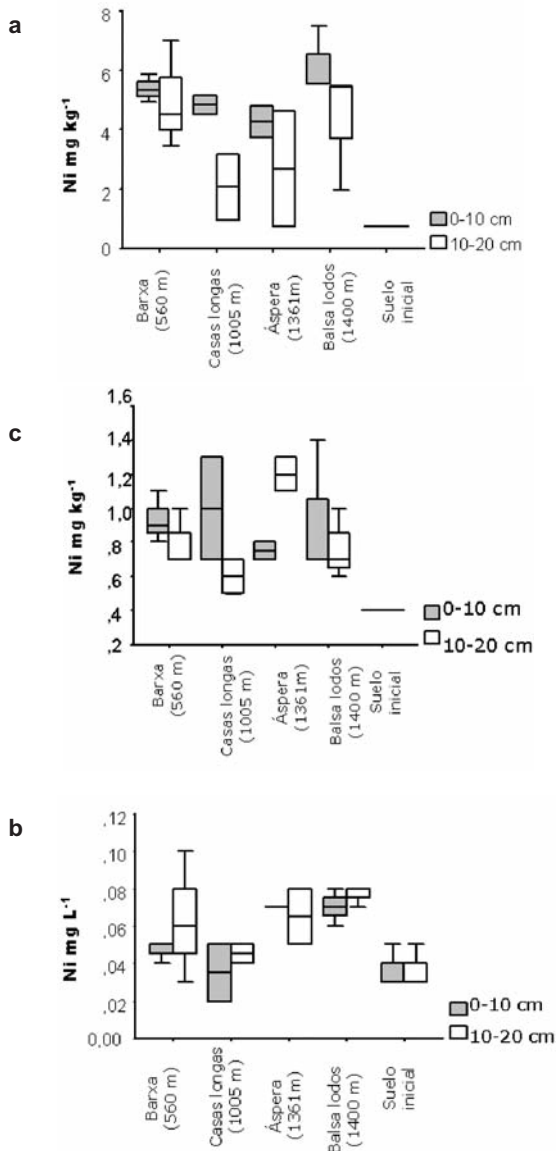 a
Ni mg kg-1
8
6
4
2
0
Barxa
(560 m)
Casas longas
(1005 m)
Áspera
(1361m)
Balsa lodos
(1400 m)
Suelo
inicial
0-10 cm
10-20 cm
c
Ni mg kg-1
1,6
1,4
1,2
1,0
,8
,6
,4
,2
Barxa
(560 m)
Casas longas
(1005 m)
Áspera
(1361m)
Balsa lodos
(1400 m)
Suelo
inicial
0-10 cm
10-20 cm
b
Ni mg L-1
,12
,10
,08
,06
,04
,02
0,00
Barxa
(560 m)
Casas longas
(1005 m)
Áspera
(1361m)
Balsa lodos
(1400 m)
Suelo
inicial
0-10 cm
10-20 cm